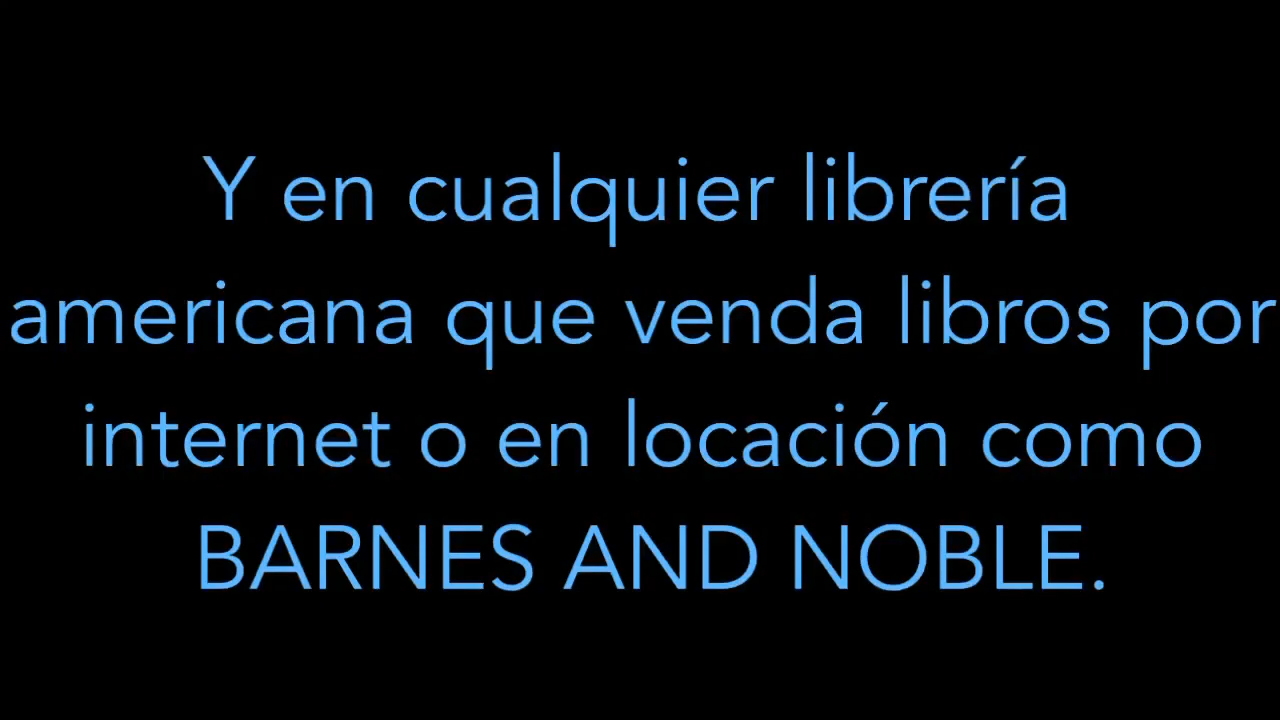 Y en cualquier librería
americana que venda libros por
internet o en locación como
BARNES AND NOBLE.